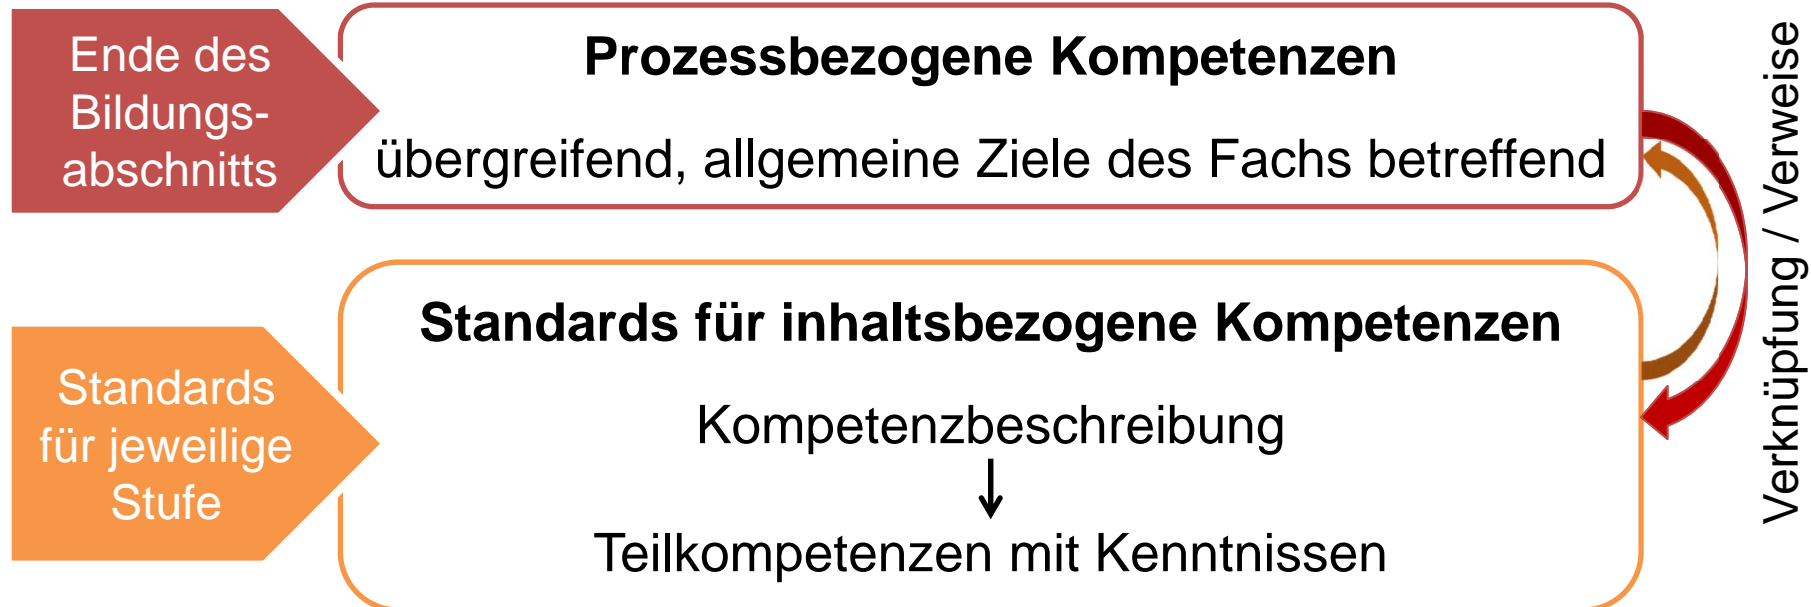 Ende des
Bildungs-
abschnitts
Prozessbezogene Kompetenzen
übergreifend, allgemeine Ziele des Fachs betreffend
Standards
für jeweilige
Stufe
Standards für inhaltsbezogene Kompetenzen
Kompetenzbeschreibung
Teilkompetenzen mit Kenntnissen
Verknüpfung / Verweise